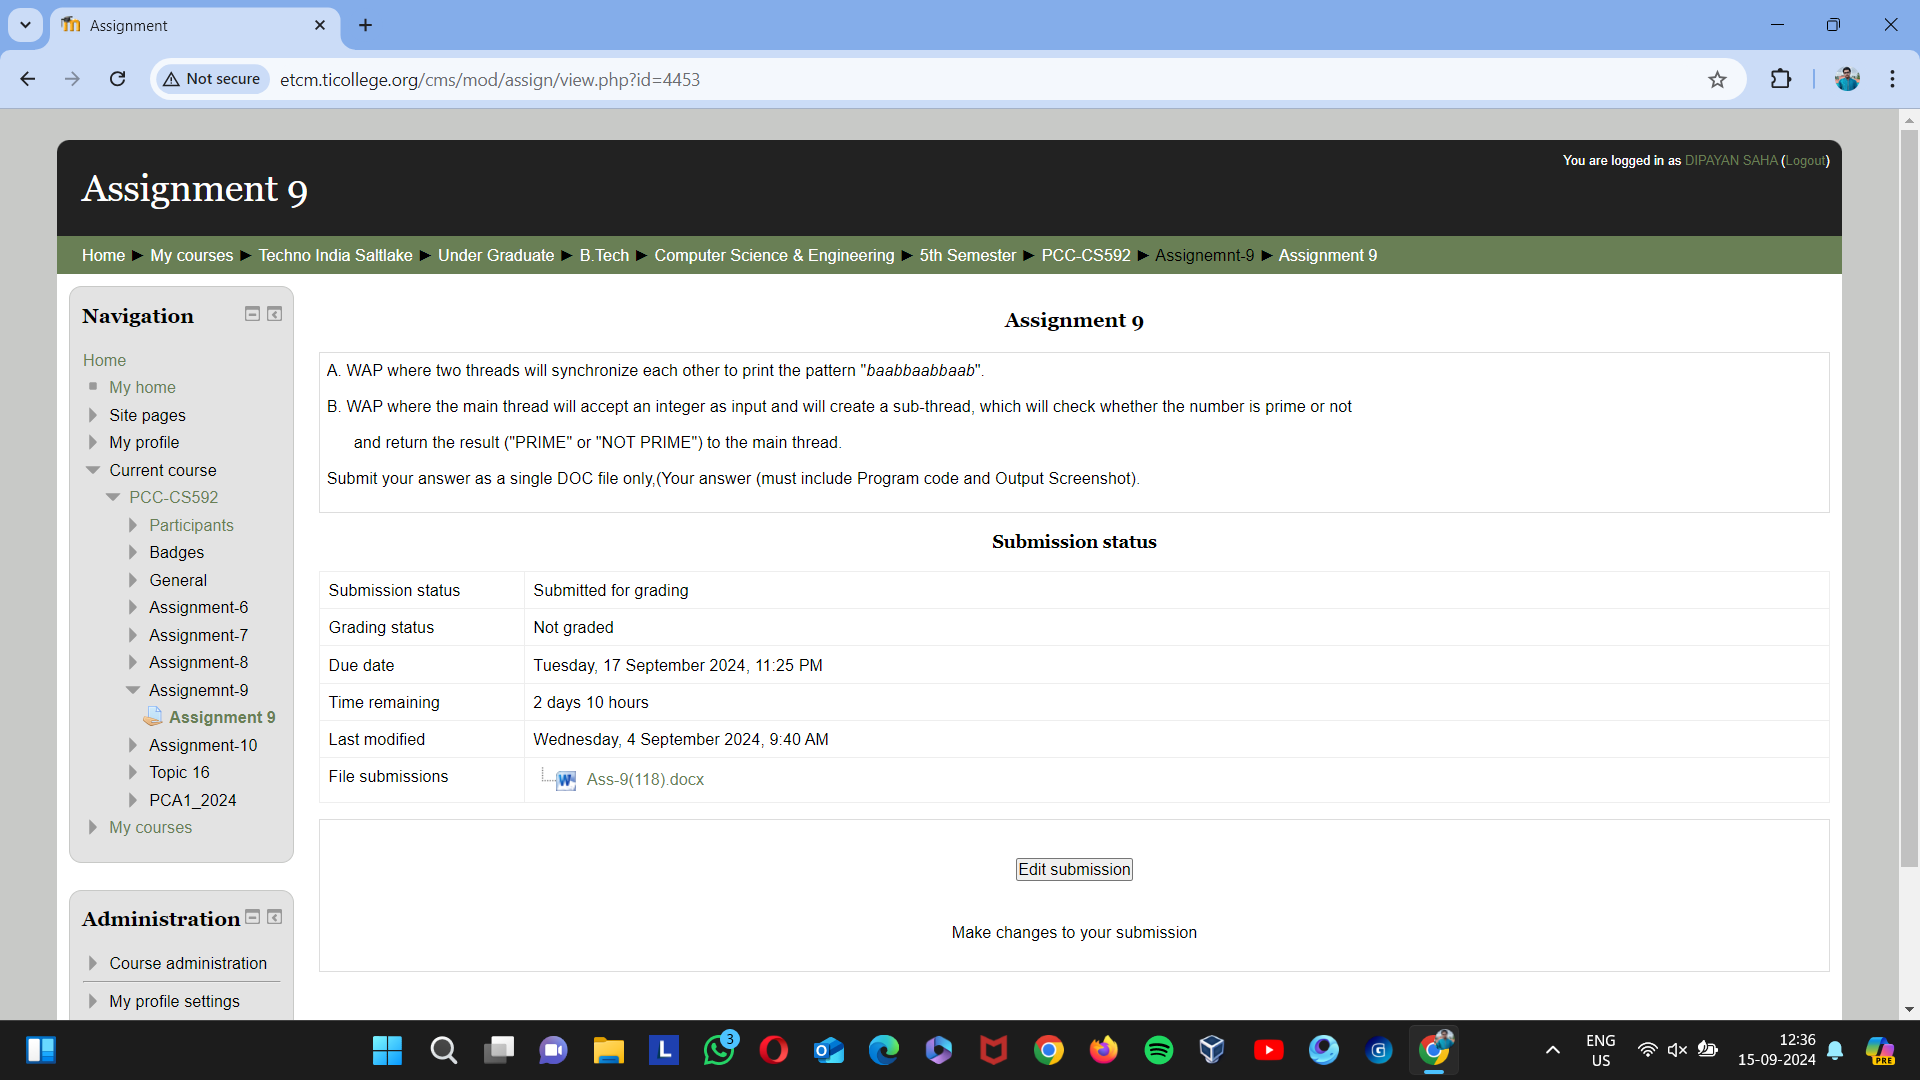 Assignment
Not secure
etcm.ticollege.org/cms/mod/assign/view.php?id=4453
You are logged in as DIPAYAN SAHA (Logout)
Assignment 9
Home ► My courses ► Techno India Saltlake ► Under Graduate ► B.Tech ► Computer Science & Engineering ► 5th Semester ► PCC-CS592 ► Assignemnt-9 ► Assignment 9
Navigation
Home
My home
Site pages
My profile
Current course
PCC-CS592
Participants
Badges
General
Assignment-6
Assignment-7
Assignment-8
Assignemnt-9
Assignment 9
Assignment-10
Topic 16
PCA1_2024
My courses
Administration
Course administration
My profile settings
Assignment 9
A. WAP where two threads will synchronize each other to print the pattern "baabbaabbaab".
B. WAP where the main thread will accept an integer as input and will create a sub-thread, which will check whether the number is prime or not
and return the result ("PRIME" or "NOT PRIME") to the main thread.
Submit your answer as a single DOC file only,(Your answer (must include Program code and Output Screenshot).
Submission status
Submission status Submitted for grading
Grading status Not graded
Due date Tuesday, 17 September 2024, 11:25 PM
Time remaining 2 days 10 hours
Last modified Wednesday, 4 September 2024, 9:40 AM
File submissions Ass-9(118).docx
Edit submission
Make changes to your submission
L
3
G
ENG
US
12:36
15-09-2024
PRE